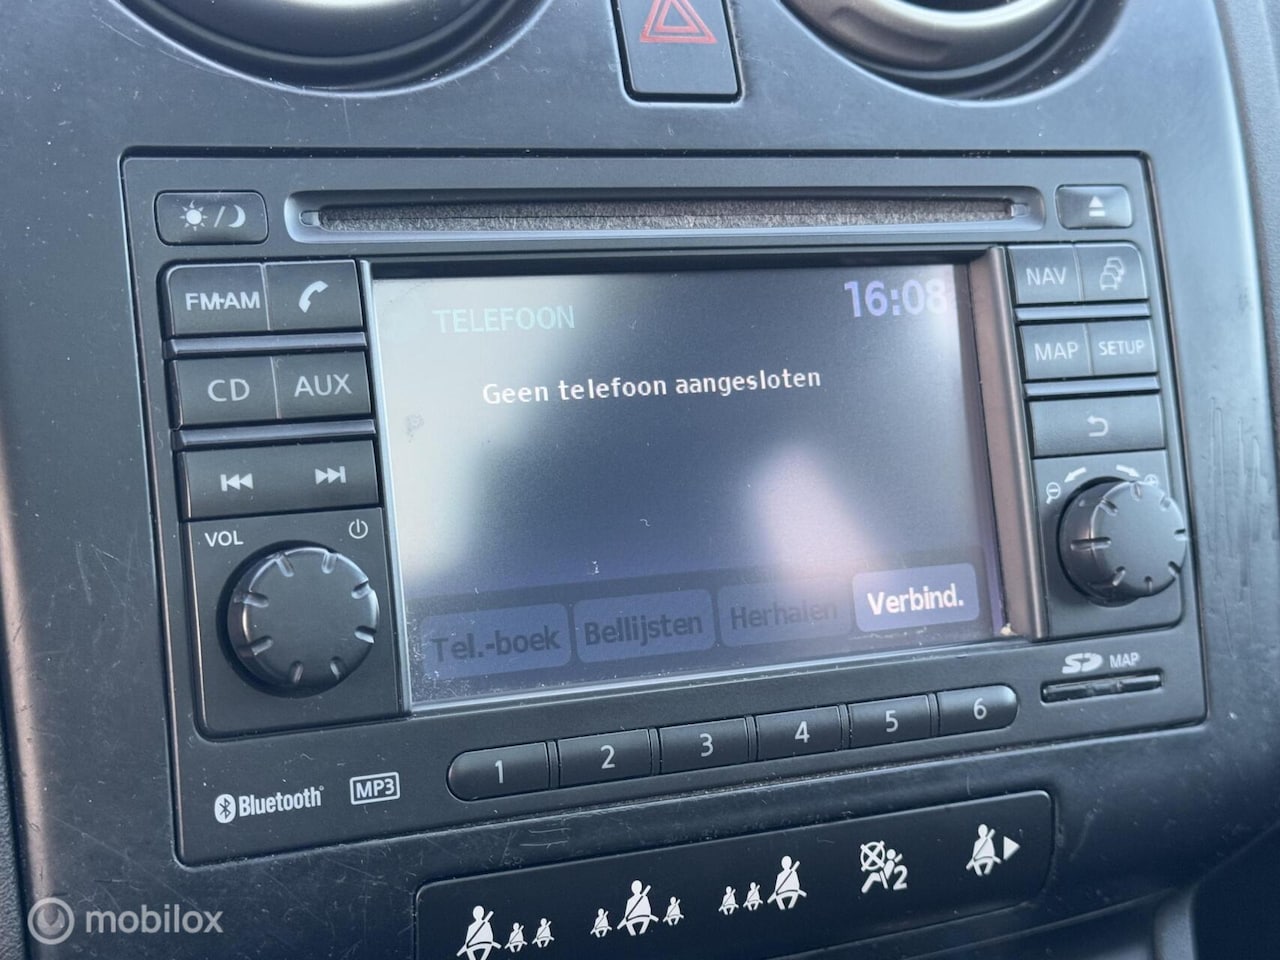 FM•AM
CD
AUX
VOL
TELEFOON
16:08
Geen telefoon aangesloten
Tel.-boek
Bellijsten
Herhalen
Verbind.
NAV
MAP
SETUP
SD MAP
1
2
3
4
5
6
Bluetooth®
MP3
2
mobilox